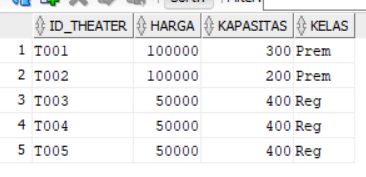 ID_THEATER HARGA KAPASITAS KELAS
1 T001 100000 300 Prem
2 T002 100000 200 Prem
3 T003 50000 400 Reg
4 T004 50000 400 Reg
5 T005 50000 400 Reg